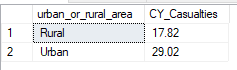 urban_or_rural_area CY_Casualties
1 Rural 17.82
2 Urban 29.02